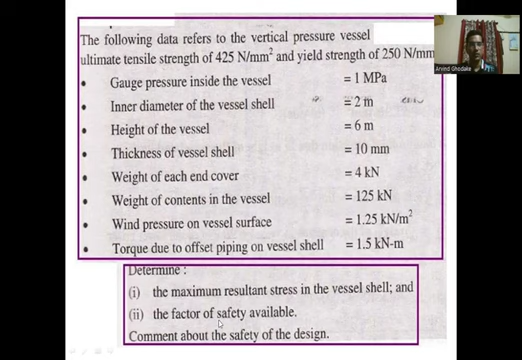 The following data refers to the vertical pressure vessel
ultimate tensile strength of 425 N/mm² and yield strength of 250 N/mm
• Gauge pressure inside the vessel = 1 MPa
• Inner diameter of the vessel shell = 2 m
• Height of the vessel = 6 m
• Thickness of vessel shell = 10 mm
• Weight of each end cover = 4 kN
• Weight of contents in the vessel = 125 kN
• Wind pressure on vessel surface = 1.25 kN/m²
• Torque due to offset piping on vessel shell = 1.5 kN-m
Arvind Ghodake
Determine :
(i) the maximum resultant stress in the vessel shell; and
(ii) the factor of safety available.
Comment about the safety of the design.